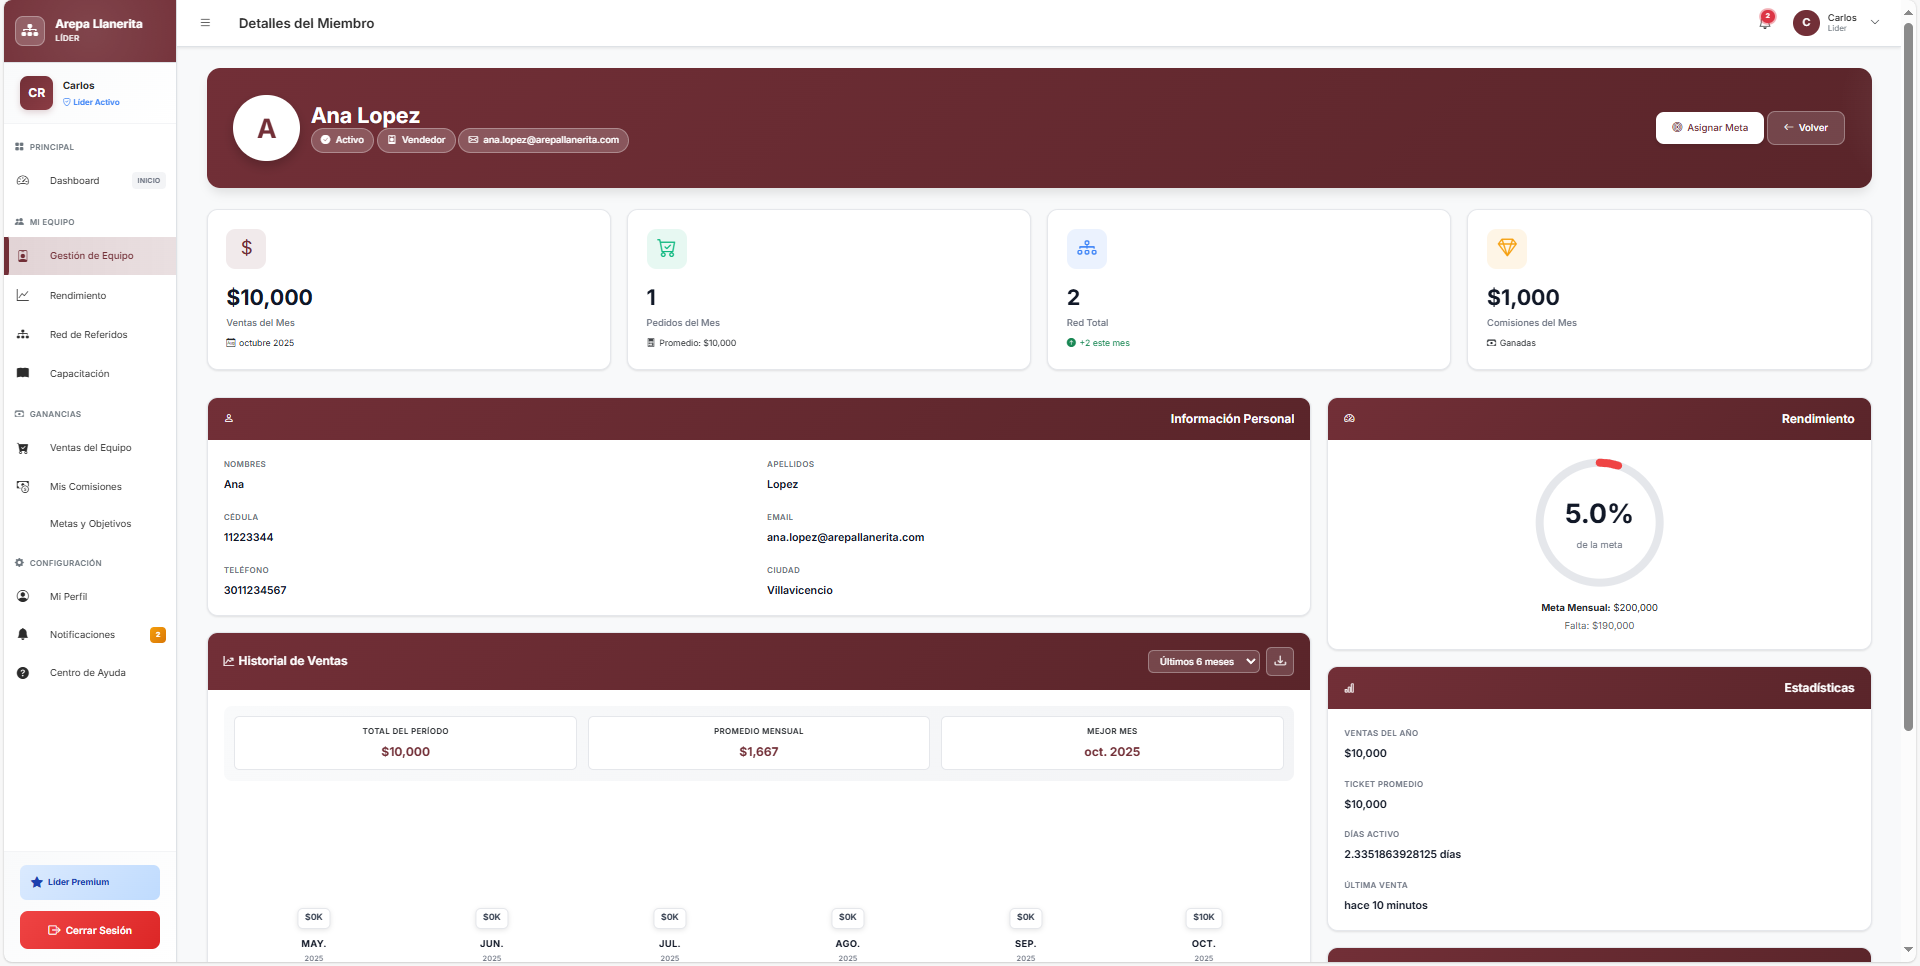 Arepa Llanerita
LÍDER
Detalles del Miembro
2
C
Carlos
Líder
CR
Carlos
Líder Activo
PRINCIPAL
Dashboard
INICIO
MI EQUIPO
Gestión de Equipo
Rendimiento
Red de Referidos
Capacitación
GANANCIAS
Ventas del Equipo
Mis Comisiones
Metas y Objetivos
CONFIGURACIÓN
Mi Perfil
Notificaciones
2
Centro de Ayuda
Líder Premium
Cerrar Sesión
A
Ana Lopez
Activo
Vendedor
ana.lopez@arepallanerita.com
Asignar Meta
Volver
$10,000
Ventas del Mes
octubre 2025
1
Pedidos del Mes
Promedio: $10,000
2
Red Total
+2 este mes
$1,000
Comisiones del Mes
Ganadas
Información Personal
NOMBRES
Ana
APELLIDOS
Lopez
CÉDULA
11223344
EMAIL
ana.lopez@arepallanerita.com
TELÉFONO
3011234567
CIUDAD
Villavicencio
Rendimiento
5.0%
de la meta
Meta Mensual: $200,000
Falta: $190,000
Historial de Ventas
Últimos 6 meses
TOTAL DEL PERÍODO
$10,000
PROMEDIO MENSUAL
$1,667
MEJOR MES
oct. 2025
$0K
$0K
$0K
$0K
$0K
$10K
MAY.
JUN.
JUL.
AGO.
SEP.
OCT.
2025
2025
2025
2025
2025
2025
Estadísticas
VENTAS DEL AÑO
$10,000
TICKET PROMEDIO
$10,000
DÍAS ACTIVO
2.3351863928125 días
ÚLTIMA VENTA
hace 10 minutos